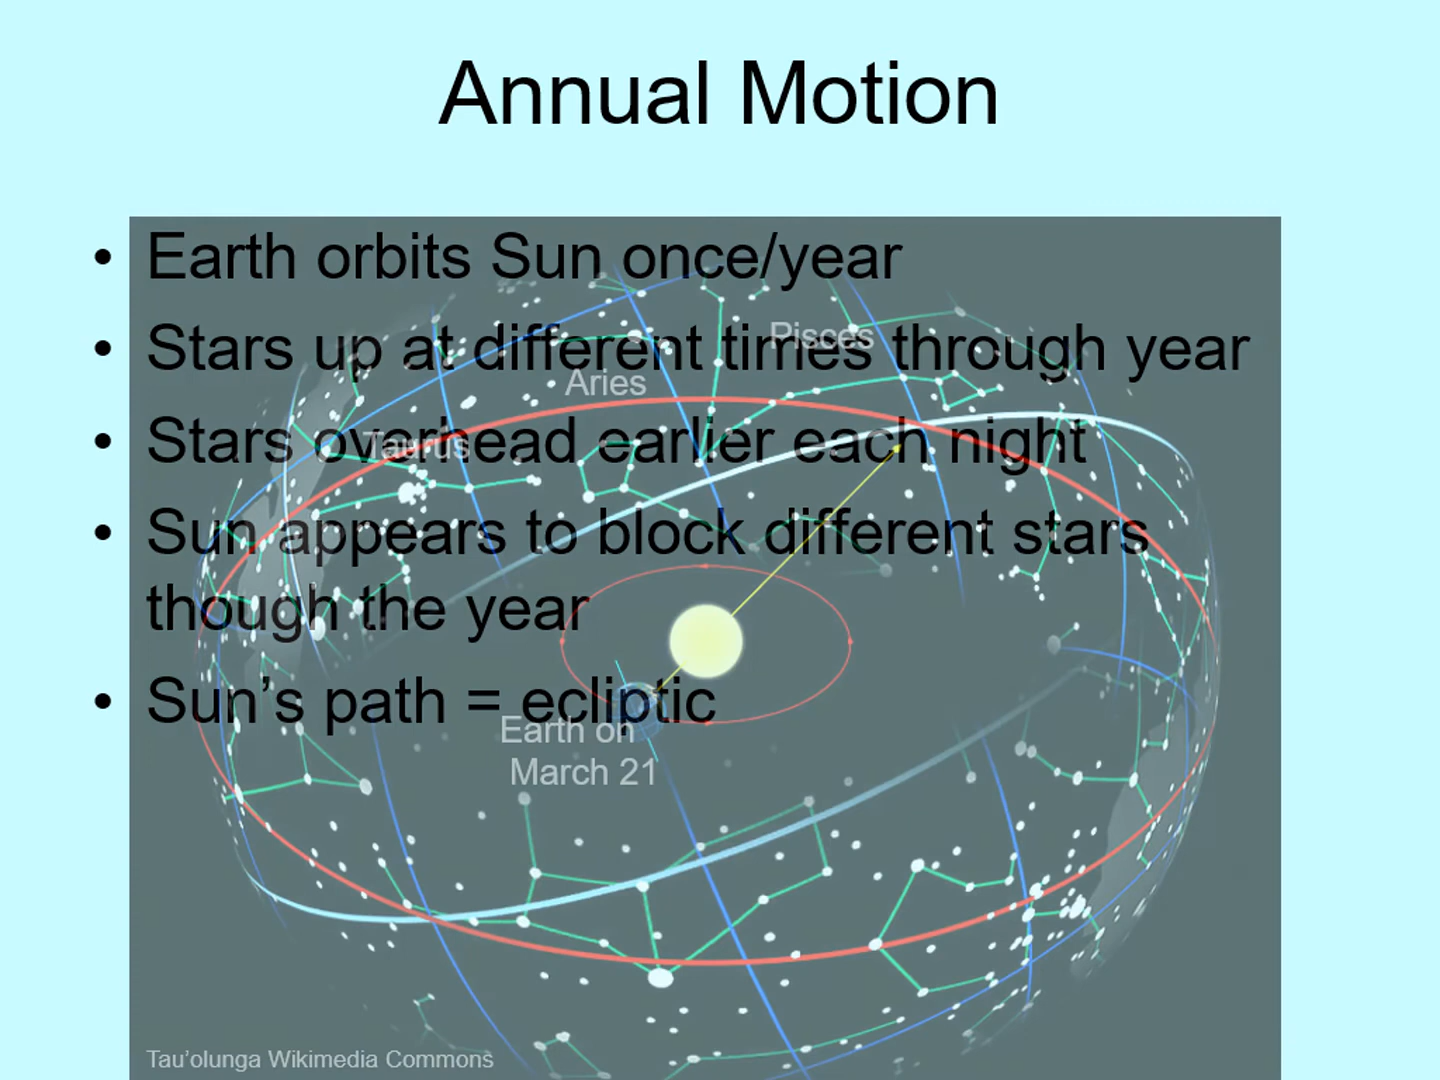 Annual Motion
• Earth orbits Sun once/year
• Stars up at different times through year
Pisces
Aries
• Stars overhead earlier each night
Taurus
• Sun appears to block different stars
though the year
• Sun’s path = ecliptic
Earth on
March 21
Tau’olunga Wikimedia Commons